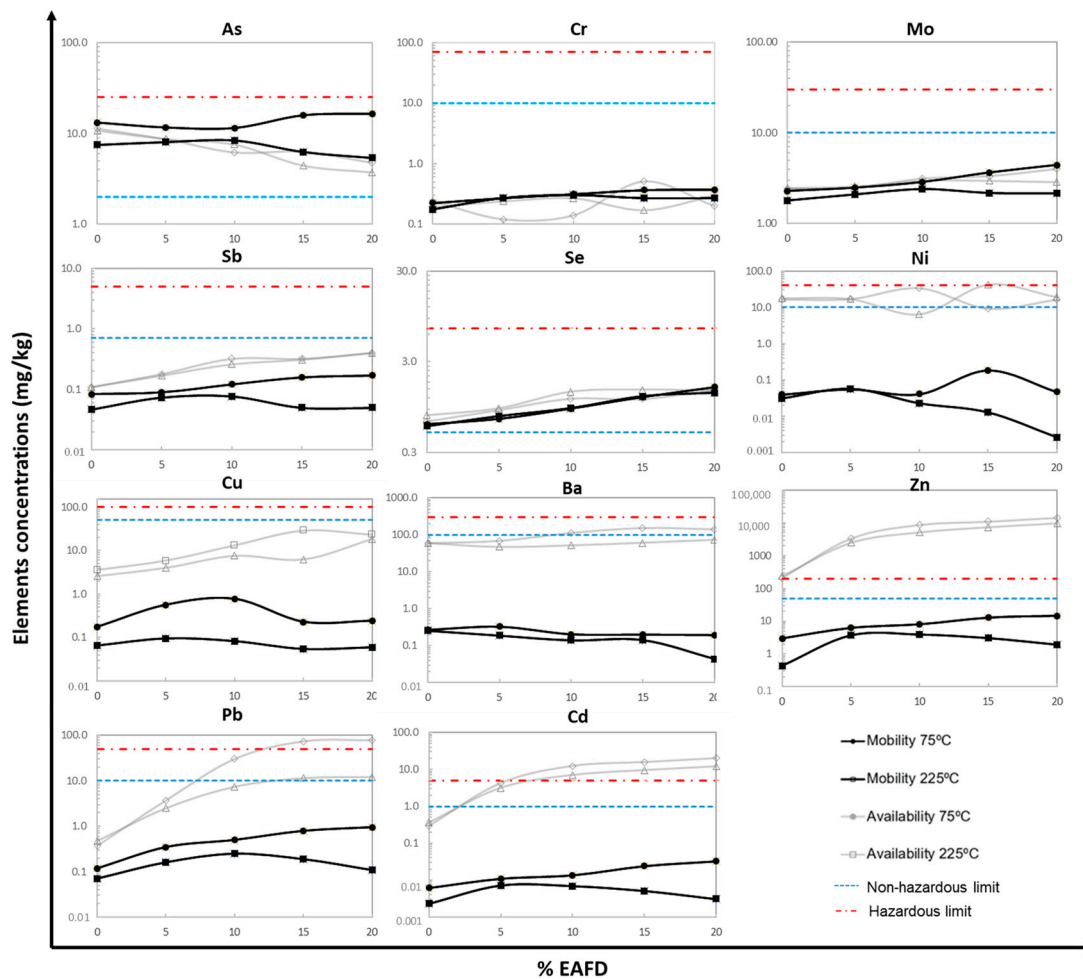 As
100.0
10.0
1.0
0 5 10 15 20
Cr
100.0
10.0
1.0
0.1
0 5 10 15 20
Mo
100.00
10.00
1.00
0 5 10 15 20
Sb
10.0
1.0
0.1
0.01
0 5 10 15 20
Se
30.0
3.0
0.3
0 5 10 15 20
Ni
100.0
10.0
1.0
0.1
0.01
0.001
0 5 10 15 20
Cu
100.0
10.0
1.0
0.1
0.01
0 5 10 15 20
Ba
1000.0
100.0
10.0
1.0
0.1
0.01
0 5 10 15 20
Zn
100,000
10,000
1000
100
10
1
0.1
0 5 10 15 20
Pb
100.0
10.0
1.0
0.1
0.01
0 5 10 15 20
Cd
100.0
10.0
1.0
0.1
0.01
0.001
0 5 10 15 20
Mobility 75ºC
Mobility 225ºC
Availability 75ºC
Availability 225ºC
Non-hazardous limit
Hazardous limit
Elements concentrations (mg/kg)
% EAFD